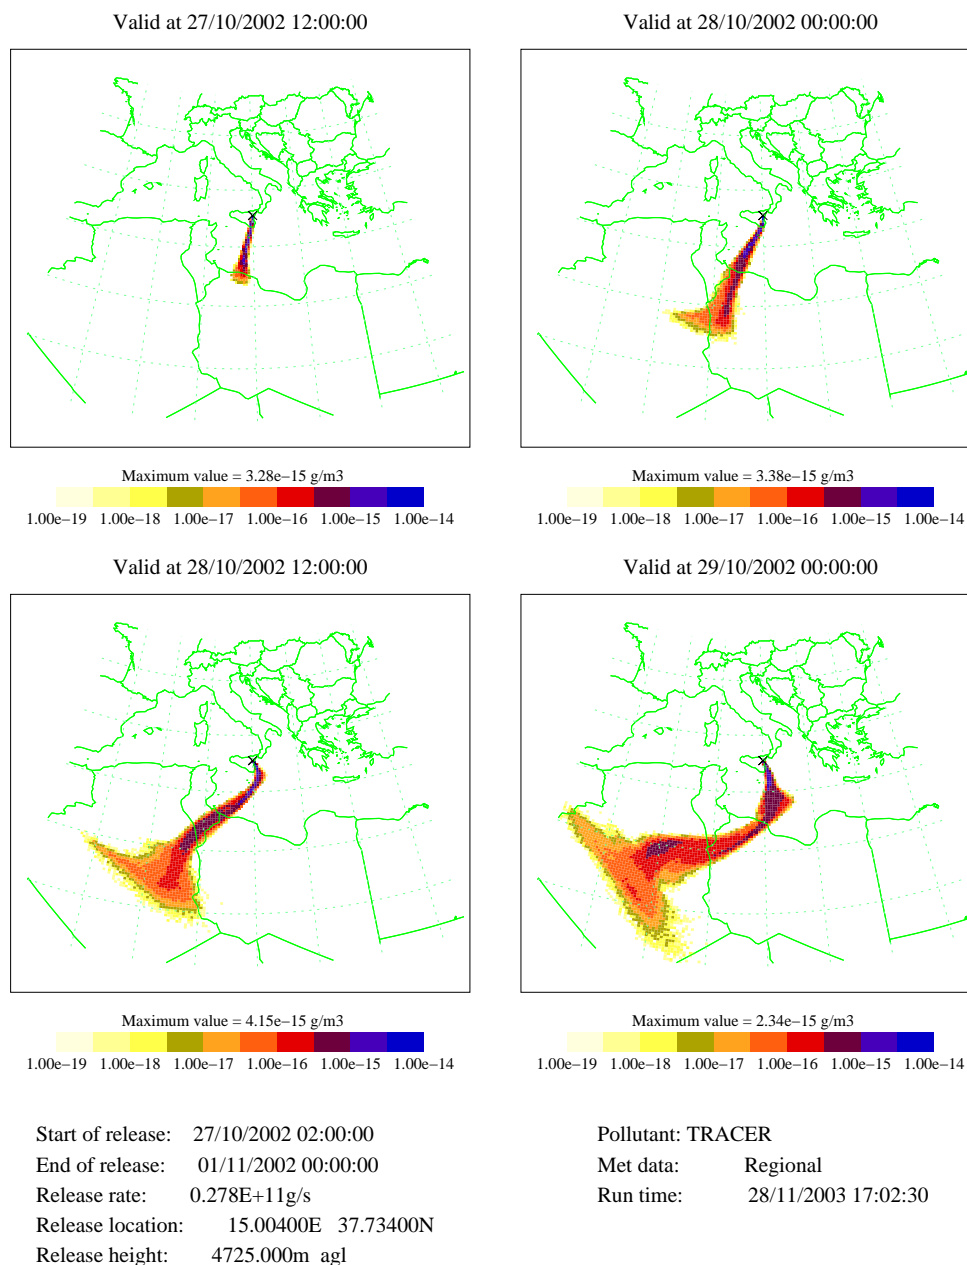 Valid at 27/10/2002 12:00:00
Valid at 28/10/2002 00:00:00
Maximum value = 3.28e−15 g/m3
1.00e−19 1.00e−18 1.00e−17 1.00e−16 1.00e−15 1.00e−14
Maximum value = 3.38e−15 g/m3
1.00e−19 1.00e−18 1.00e−17 1.00e−16 1.00e−15 1.00e−14
Valid at 28/10/2002 12:00:00
Valid at 29/10/2002 00:00:00
Maximum value = 4.15e−15 g/m3
1.00e−19 1.00e−18 1.00e−17 1.00e−16 1.00e−15 1.00e−14
Maximum value = 2.34e−15 g/m3
1.00e−19 1.00e−18 1.00e−17 1.00e−16 1.00e−15 1.00e−14
Start of release: 27/10/2002 02:00:00
End of release: 01/11/2002 00:00:00
Release rate: 0.278E+11g/s
Release location: 15.00400E 37.73400N
Release height: 4725.000m agl
Pollutant: TRACER
Met data: Regional
Run time: 28/11/2003 17:02:30